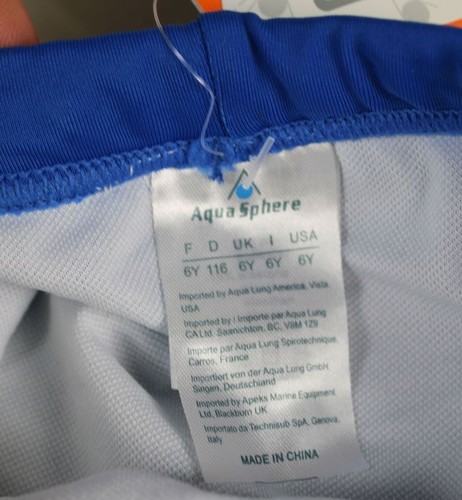 Aqua Sphere
F D UK I USA
6Y 116 6Y 6Y 6Y
Imported by Aqua Lung America, Vista,
USA
Imported by / Importe par Aqua Lung
CA Ltd. Saanichton, BC, V8M 1Z9
Importe par Aqua Lung Spirotechnique,
Carros, France
Importiert von der Aqua Lung GmbH
Singen, Deutschland
Imported by Apeks Marine Equipment
Ltd, Blackburn UK
Importato da Technisub SpA, Genova,
Italy
MADE IN CHINA